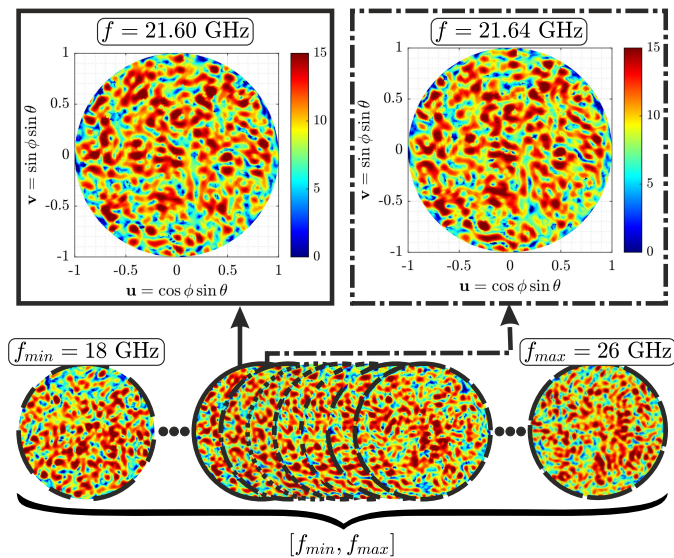 f = 21.60 GHz
f = 21.64 GHz
1
0.5
0
-0.5
-1
v = sin ϕ sin θ
-1 -0.5 0 0.5 1
u = cos ϕ sin θ
15
10
5
0
1
0.5
0
-0.5
-1
v = sin ϕ sin θ
-1 -0.5 0 0.5 1
u = cos ϕ sin θ
15
10
5
0
f_min = 18 GHz
f_max = 26 GHz
[f_min, f_max]